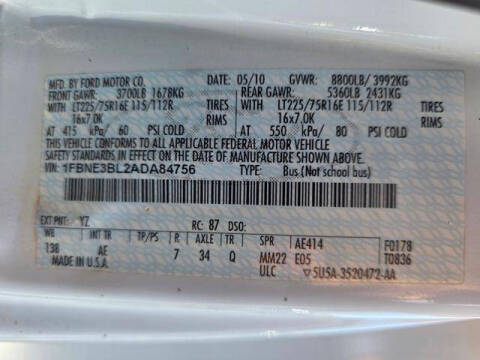 MFD. BY FORD MOTOR CO. DATE: 05/10 GVWR: 8800LB/ 3992KG
FRONT GAWR: 3700LB 1678KG REAR GAWR: 5360LB 2431KG
WITH LT225/75R16E 115/112R TIRES WITH LT225/75R16E 115/112R TIRES
16x7.0K RIMS 16x7.0K RIMS
AT 415 kPa/ 60 PSI COLD AT 550 kPa/ 80 PSI COLD
THIS VEHICLE CONFORMS TO ALL APPLICABLE FEDERAL MOTOR VEHICLE
SAFETY STANDARDS IN EFFECT ON THE DATE OF MANUFACTURE SHOWN ABOVE.
VIN: 1FBNE3BL2ADA84756 TYPE: Bus (Not School bus)
EXT PNT: YZ RC: 87 DSO:
WB INT TR TP/PS R AXLE TR SPR AE414 F0178
138 AE 7 34 Q MM22 E05 T0836
MADE IN U.S.A. ULC ▽5U5A-3520472-AA